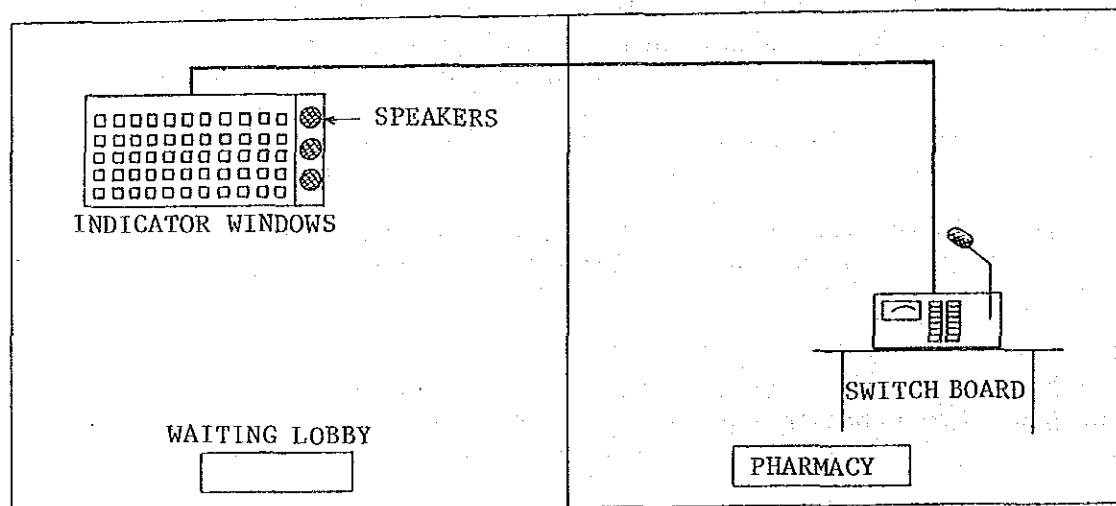 SPEAKERS
INDICATOR WINDOWS
SWITCH BOARD
WAITING LOBBY
PHARMACY